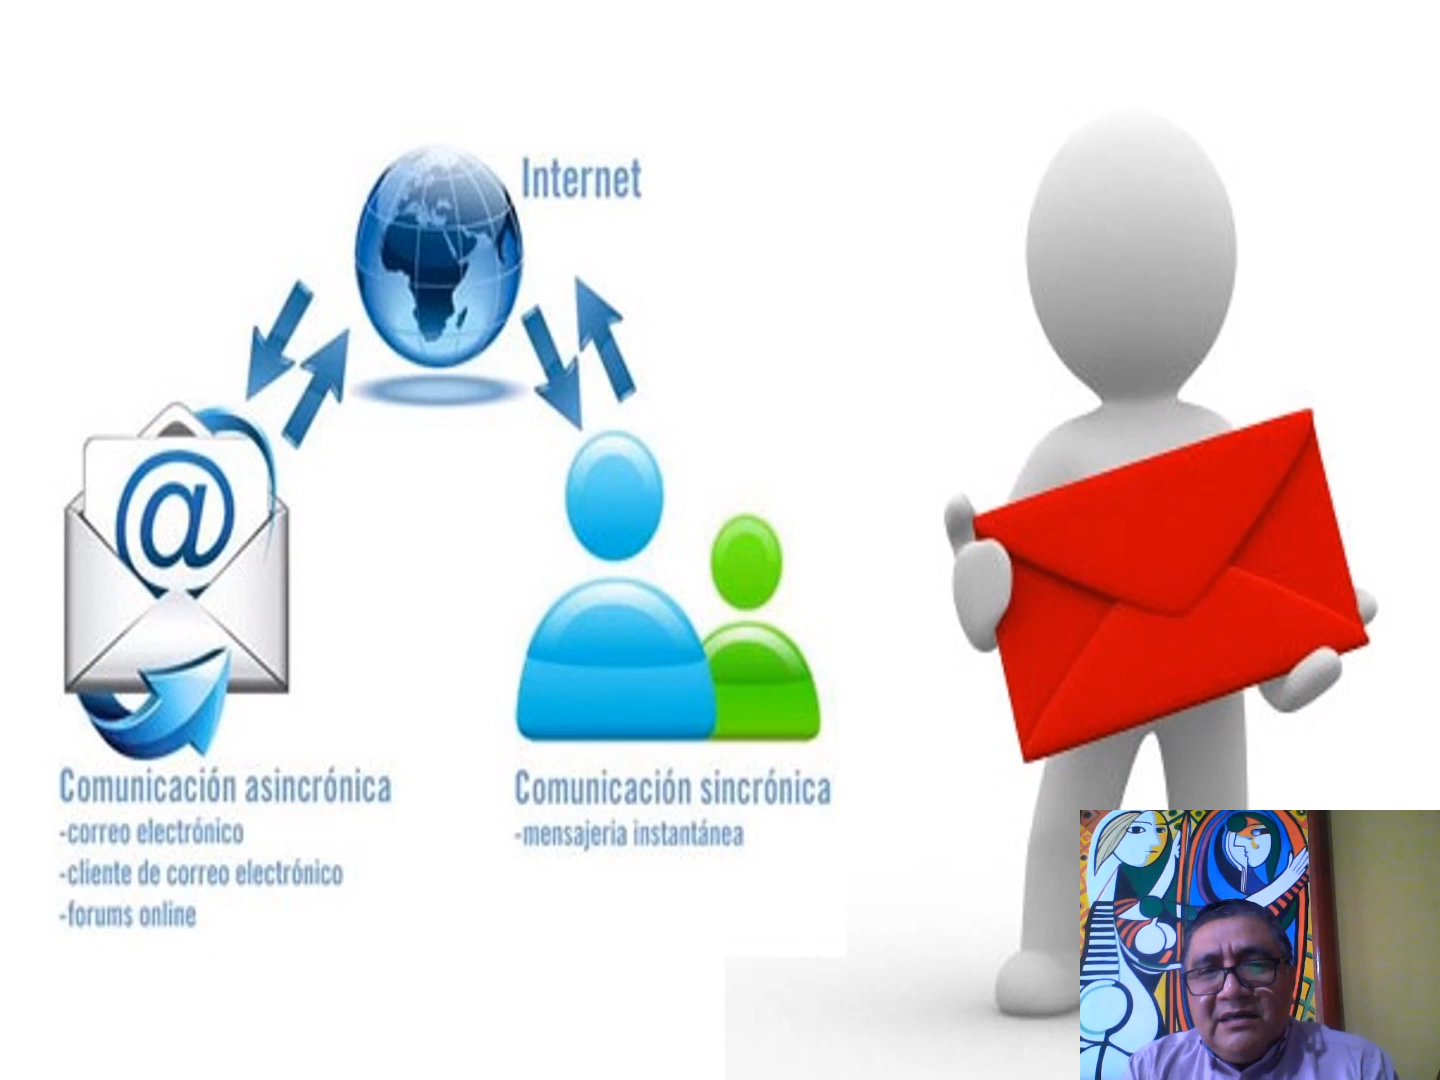 Internet
@
Comunicación asincrónica
-correo electrónico
-cliente de correo electrónico
-forums online
Comunicación sincrónica
-mensajeria instantánea